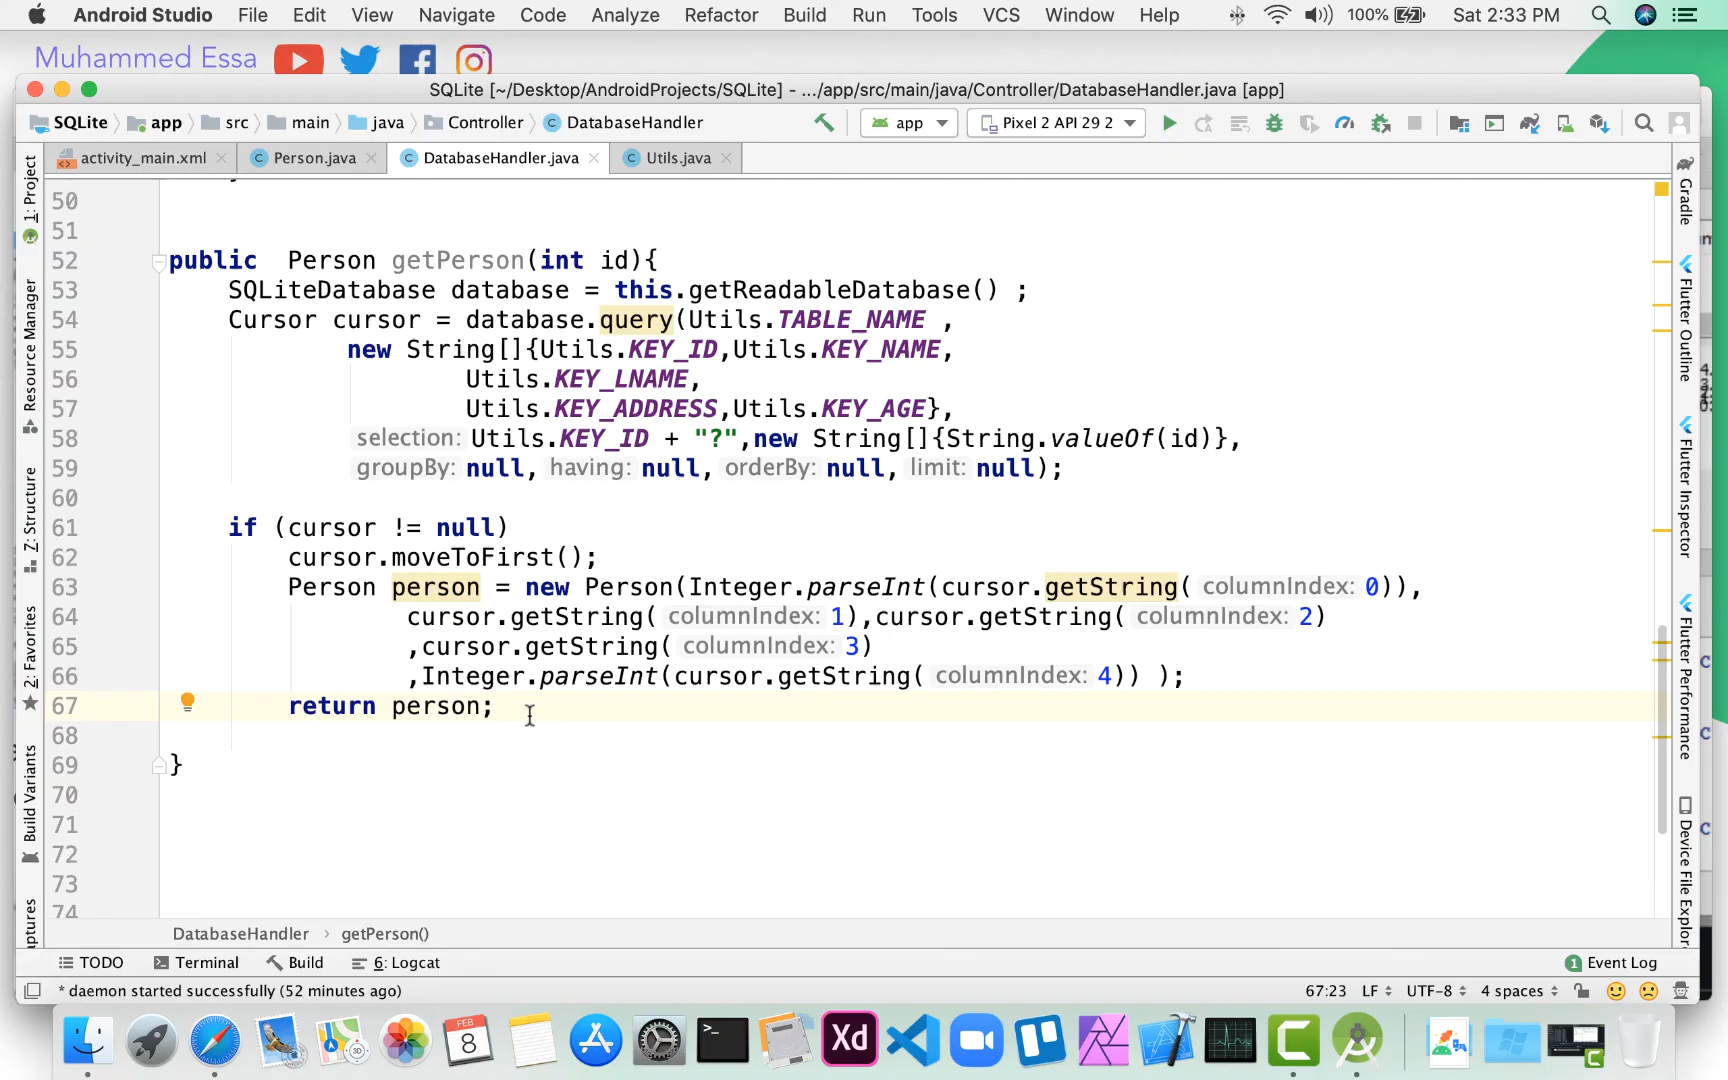 Android Studio File Edit View Navigate Code Analyze Refactor Build Run Tools VCS Window Help 100% Sat 2:33 PM
Muhammed Essa
SQLite [~/Desktop/AndroidProjects/SQLite] - .../app/src/main/java/Controller/DatabaseHandler.java [app]
SQLite app src main java Controller DatabaseHandler app Pixel 2 API 29 2
activity_main.xml Person.java DatabaseHandler.java Utils.java
1: Project
Resource Manager
Z: Structure
2: Favorites
Build Variants
aptures
50
51
52 public  Person getPerson(int id){
53 SQLiteDatabase database = this.getReadableDatabase() ;
54 Cursor cursor = database.query(Utils.TABLE_NAME ,
55 new String[]{Utils.KEY_ID,Utils.KEY_NAME,
56 Utils.KEY_LNAME,
57 Utils.KEY_ADDRESS,Utils.KEY_AGE},
58 selection: Utils.KEY_ID + "?",new String[]{String.valueOf(id)},
59 groupBy: null, having: null, orderBy: null, limit: null);
60
61 if (cursor != null)
62 cursor.moveToFirst();
63 Person person = new Person(Integer.parseInt(cursor.getString( columnIndex: 0)),
64 cursor.getString( columnIndex: 1),cursor.getString( columnIndex: 2)
65 ,cursor.getString( columnIndex: 3)
66 ,Integer.parseInt(cursor.getString( columnIndex: 4)) );
67 return person;
68
69 }
70
71
72
73
74
Gradle
Flutter Outline
Flutter Inspector
Flutter Performance
Device File Explor
DatabaseHandler › getPerson()
TODO Terminal Build 6: Logcat 1 Event Log
* daemon started successfully (52 minutes ago) 67:23 LF UTF-8 4 spaces
FEB
8
Xd
3D